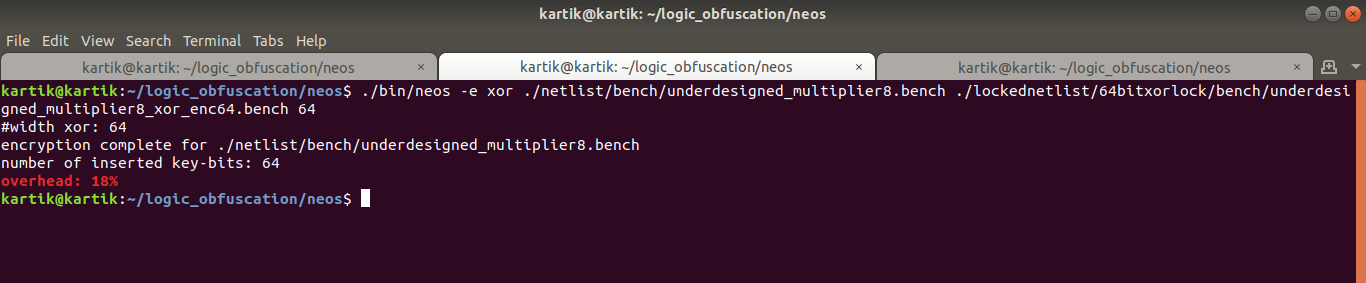 kartik@kartik: ~/logic_obfuscation/neos
File Edit View Search Terminal Tabs Help
kartik@kartik: ~/logic_obfuscation/neos × kartik@kartik: ~/logic_obfuscation/neos × kartik@kartik: ~/logic_obfuscation/neos ×
kartik@kartik:~/logic_obfuscation/neos$ ./bin/neos -e xor ./netlist/bench/underdesigned_multiplier8.bench ./lockednetlist/64bitxorlock/bench/underdesi
gned_multiplier8_xor_enc64.bench 64
#width xor: 64
encryption complete for ./netlist/bench/underdesigned_multiplier8.bench
number of inserted key-bits: 64
overhead: 18%
kartik@kartik:~/logic_obfuscation/neos$